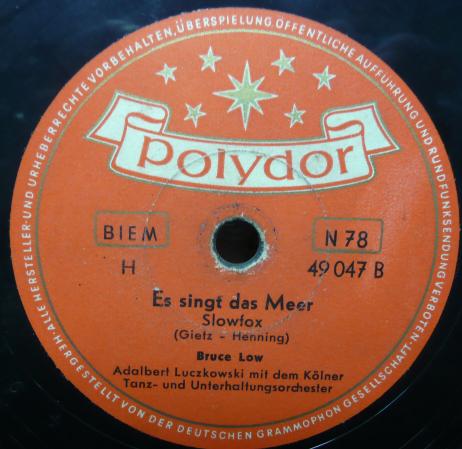 ALLE HERSTELLER- UND URHEBERRECHTE VORBEHALTEN, ÜBERSPIELUNG ÖFFENTLICHE AUFFÜHRUNG UND RUNDFUNKSENDUNG VERBOTEN.
polydor
BIEM
N 78
H
49 047 B
Es singt das Meer
Slowfox
(Gietz - Henning)
Bruce Low
Adalbert Luczkowski mit dem Kölner
Tanz- und Unterhaltungsorchester
HERGESTELLT VON DER DEUTSCHEN GRAMMOPHON GESELLSCHAFT